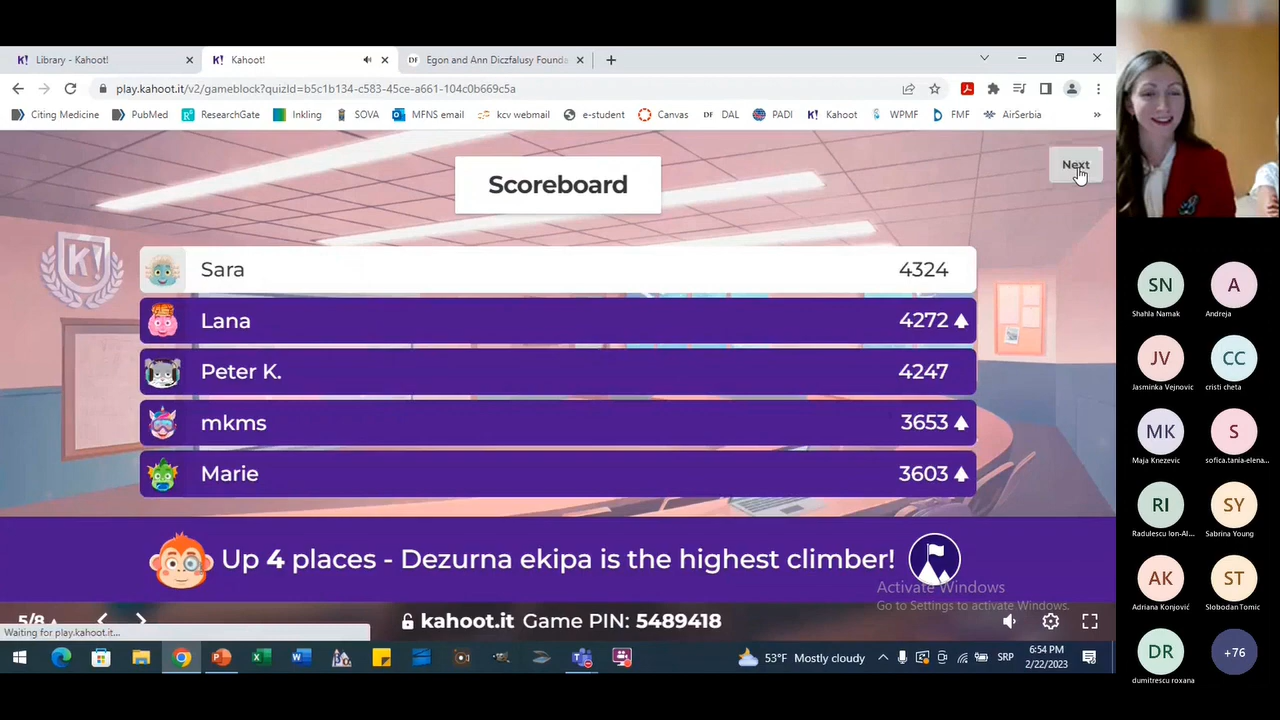 Library - Kahoot!
Kahoot!
Egon and Ann Diczfalusy Founda
play.kahoot.it/v2/gameblock?quizId=b5c1b134-c583-45ce-a661-104c0b669c5a
Citing Medicine PubMed ResearchGate Inkling SOVA MFNS email kcv webmail e-student Canvas DAL PADI Kahoot WPMF FMF AirSerbia
Scoreboard
Next
K!
Sara 4324
Lana 4272
Peter K. 4247
mkms 3653
Marie 3603
Up 4 places - Dezurna ekipa is the highest climber!
Activate Windows
Go to Settings to activate Windows.
5/8
kahoot.it Game PIN: 5489418
Waiting for play.kahoot.it...
53°F Mostly cloudy SRP 6:54 PM
2/22/2023
SN A
Shahla Namak Andreja
JV CC
Jasminka Vejnovic cristi cheta
MK S
Maja Knezevic sofica.tania-elena...
RI SY
Radulescu Ion-Al... Sabrina Young
AK ST
Adriana Konjović Slobodan Tomic
DR +76
dumitrescu roxana